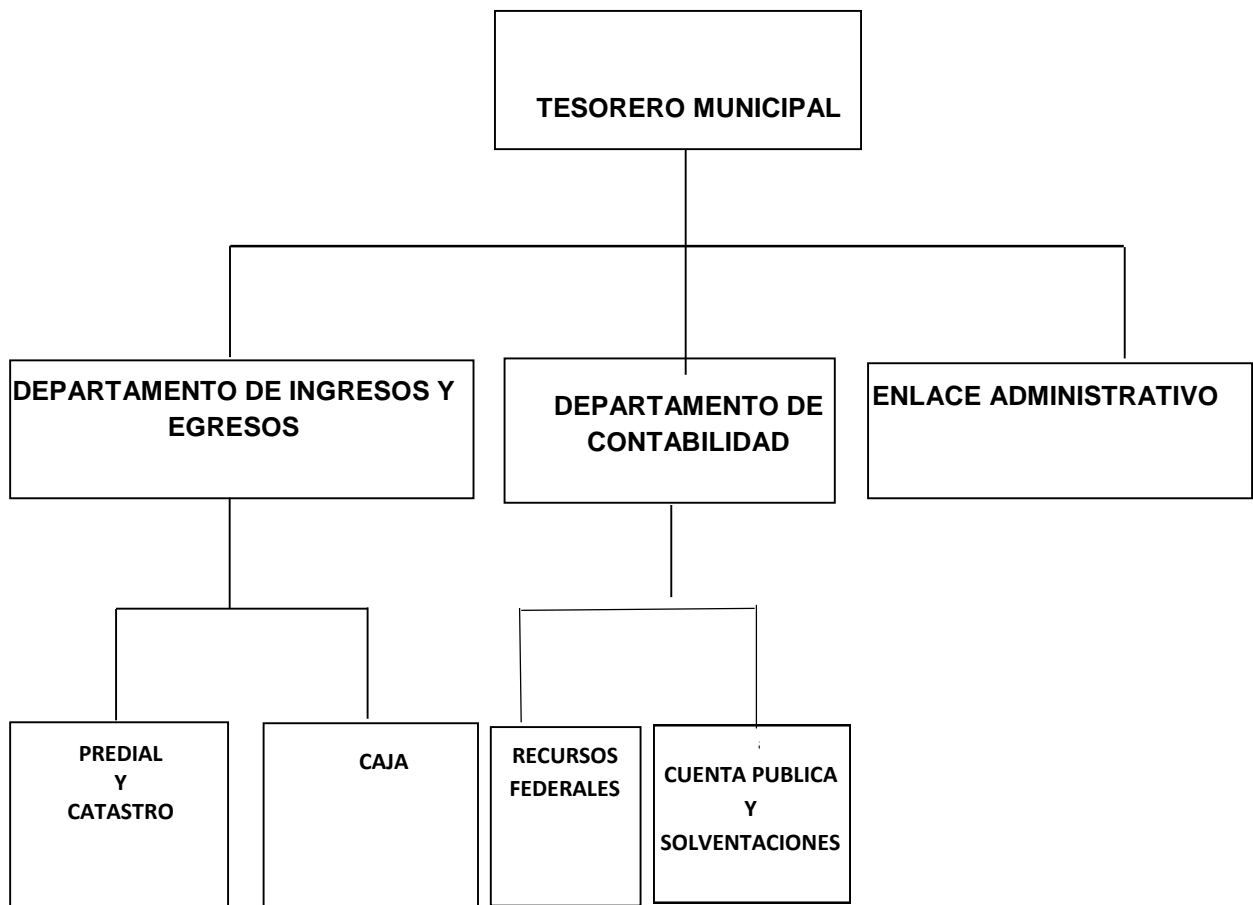 TESORERO MUNICIPAL
DEPARTAMENTO DE INGRESOS Y
EGRESOS
DEPARTAMENTO DE
CONTABILIDAD
ENLACE ADMINISTRATIVO
PREDIAL
Y
CATASTRO
CAJA
RECURSOS
FEDERALES
CUENTA PUBLICA
Y
SOLVENTACIONES